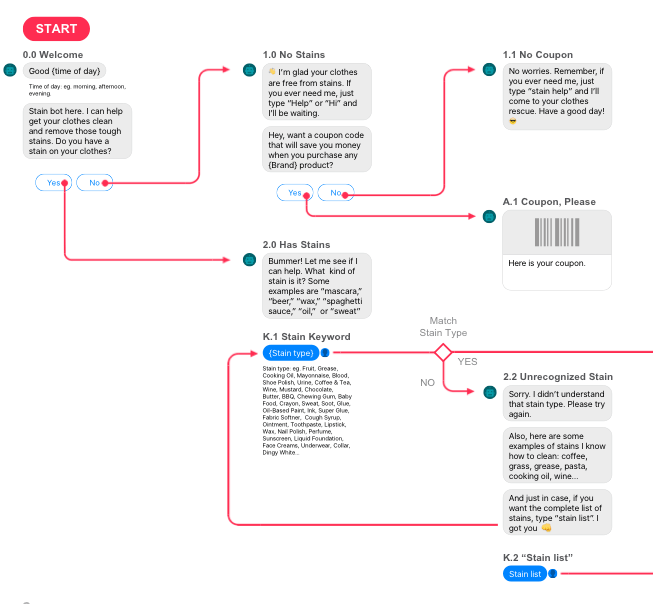 START
0.0 Welcome
Good {time of day}
Time of day: eg. morning, afternoon,
evening.
Stain bot here. I can help
get your clothes clean
and remove those tough
stains. Do you have a
stain on your clothes?
Yes
No
1.0 No Stains
👋 I'm glad your clothes
are free from stains. If
you ever need me, just
type "Help" or "Hi" and
I'll be waiting.
Hey, want a coupon code
that will save you money
when you purchase any
{Brand} product?
Yes
No
1.1 No Coupon
No worries. Remember, if
you ever need me, just
type "stain help" and I'll
come to your clothes
rescue. Have a good day!
😎
A.1 Coupon, Please
Here is your coupon.
2.0 Has Stains
Bummer! Let me see if I
can help. What kind of
stain is it? Some
examples are "mascara,"
"beer," "wax," "spaghetti
sauce," "oil," or "sweat"
K.1 Stain Keyword
{Stain type}
Stain type: eg. Fruit, Grease,
Cooking Oil, Mayonnaise, Blood,
Shoe Polish, Urine, Coffee & Tea,
Wine, Mustard, Chocolate,
Butter, BBQ, Chewing Gum, Baby
Food, Crayon, Sweat, Soot, Glue,
Oil-Based Paint, Ink, Super Glue,
Fabric Softner, Cough Syrup,
Ointment, Toothpaste, Lipstick,
Wax, Nail Polish, Perfume,
Sunscreen, Liquid Foundation,
Face Creams, Underwear, Collar,
Dingy White...
Match
Stain Type
YES
NO
2.2 Unrecognized Stain
Sorry. I didn't understand
that stain type. Please try
again.
Also, here are some
examples of stains I know
how to clean: coffee,
grass, grease, pasta,
cooking oil, wine...
And just in case, if you
want the complete list of
stains, type "stain list". I
got you 👊
K.2 "Stain list"
Stain list